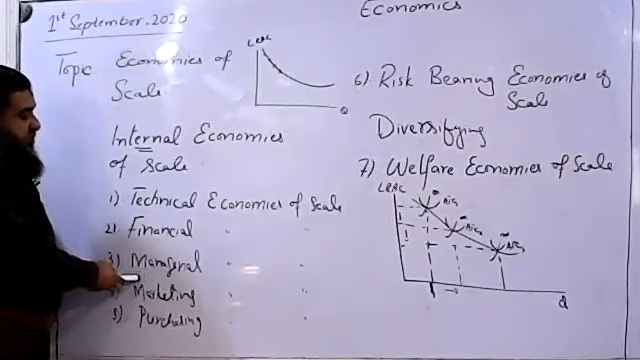 Economics
1st September. 2020
Topic Economies of
Scale
LRAC
Q
Internal Economies
of Scale
1) Technical Economies of Scale
2) Financial " "
3) Managerial " "
Marketing " "
5) Purchasing " "
6) Risk Bearing Economies of
Scale
Diversifying
7) Welfare Economies of Scale
LRAC
AC1
Q